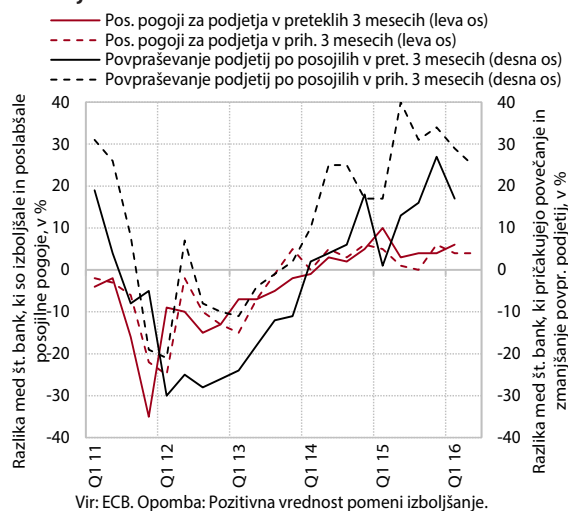 Pos. pogoji za podjetja v preteklih 3 mesecih (leva os)
Pos. pogoji za podjetja v prih. 3 mesecih (leva os)
Povpraševanje podjetij po posojilih v pret. 3 mesecih (desna os)
Povpraševanje podjetij po posojilih v prih. 3 mesecih (desna os)
Razlika med št. bank, ki so izboljšale in poslabšale
posojilne pogoje, v %
40
30
20
10
0
-10
-20
-30
-40
40
30
20
10
0
-10
-20
-30
-40
Razlika med št. bank, ki pričakujejo povečanje in
zmanjšanje povpr. podjetij, v %
Q1 11
Q1 12
Q1 13
Q1 14
Q1 15
Q1 16
Vir: ECB. Opomba: Pozitivna vrednost pomeni izboljšanje.